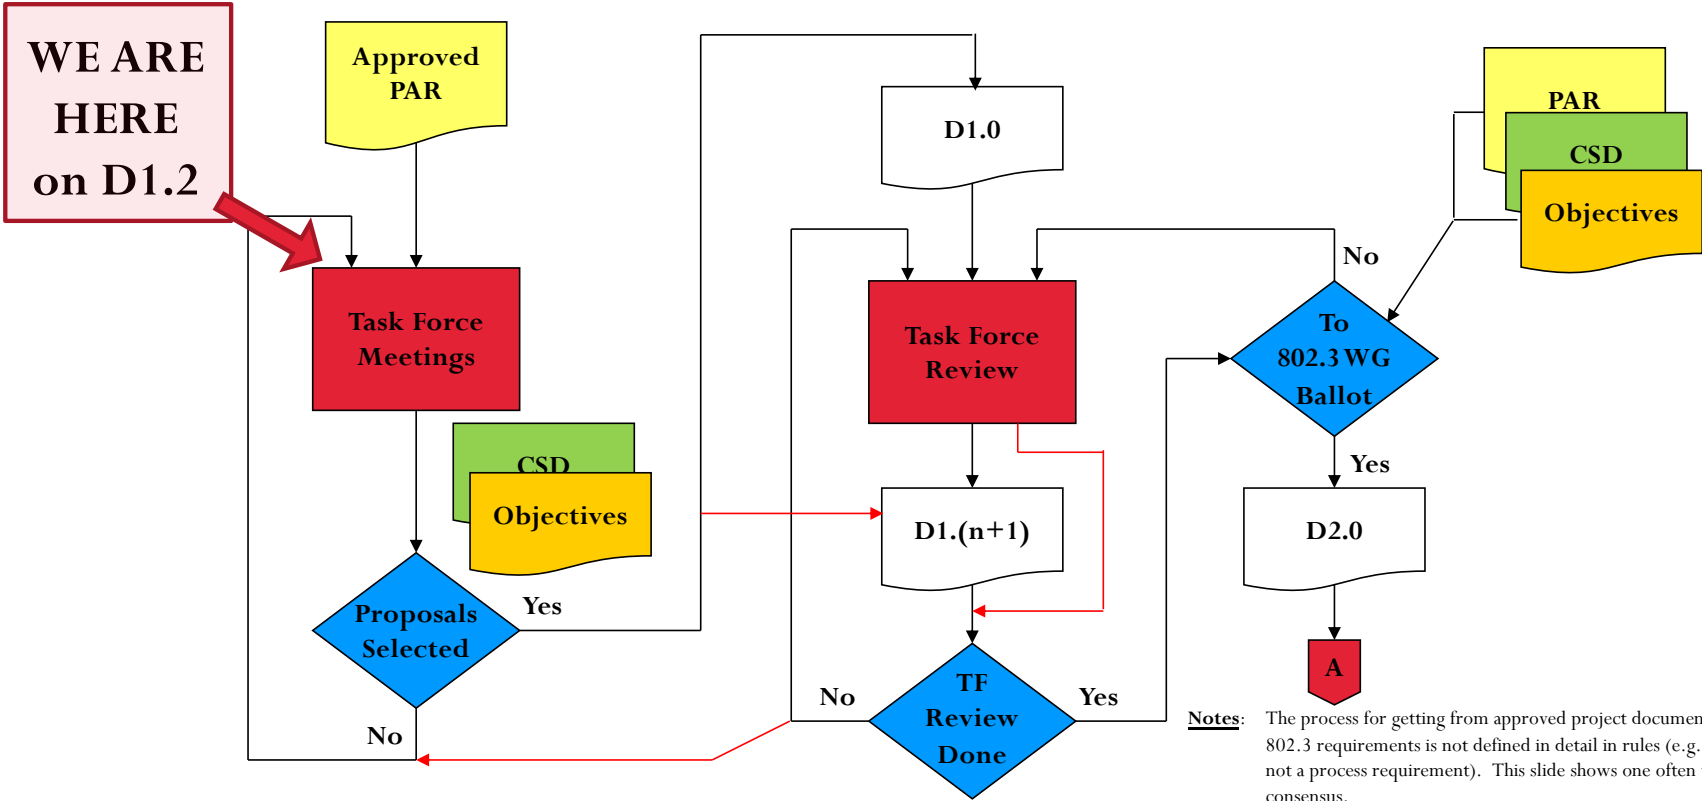 WE ARE
HERE
on D1.2
Approved
PAR
D1.0
PAR
CSD
Objectives
No
Task Force
Meetings
Task Force
Review
To
802.3 WG
Ballot
CSD
Objectives
Yes
D1.(n+1)
D2.0
Proposals
Selected
Yes
A
TF
Review
Done
No
Yes
No
Notes: The process for getting from approved project
802.3 requirements is not defined in detail in rules (e.g.
not a process requirement). This slide shows one often
consensus.